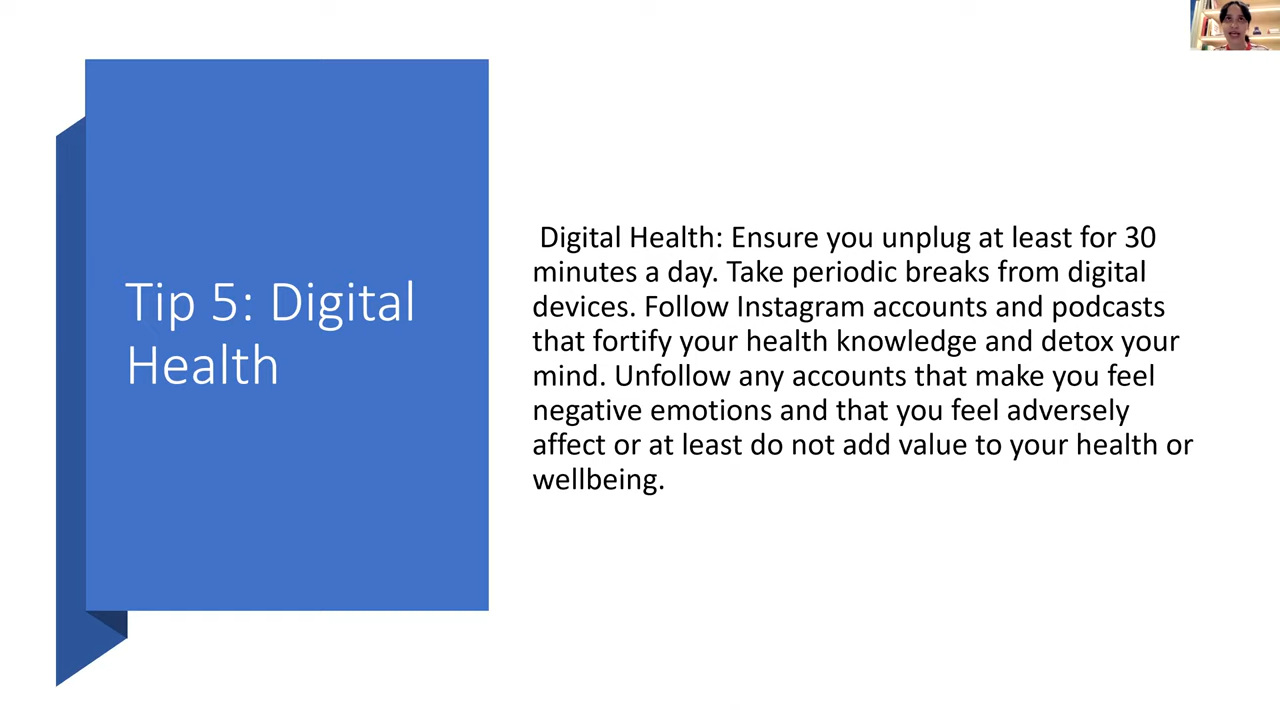 Tip 5: Digital
Health
Digital Health: Ensure you unplug at least for 30
minutes a day. Take periodic breaks from digital
devices. Follow Instagram accounts and podcasts
that fortify your health knowledge and detox your
mind. Unfollow any accounts that make you feel
negative emotions and that you feel adversely
affect or at least do not add value to your health or
wellbeing.